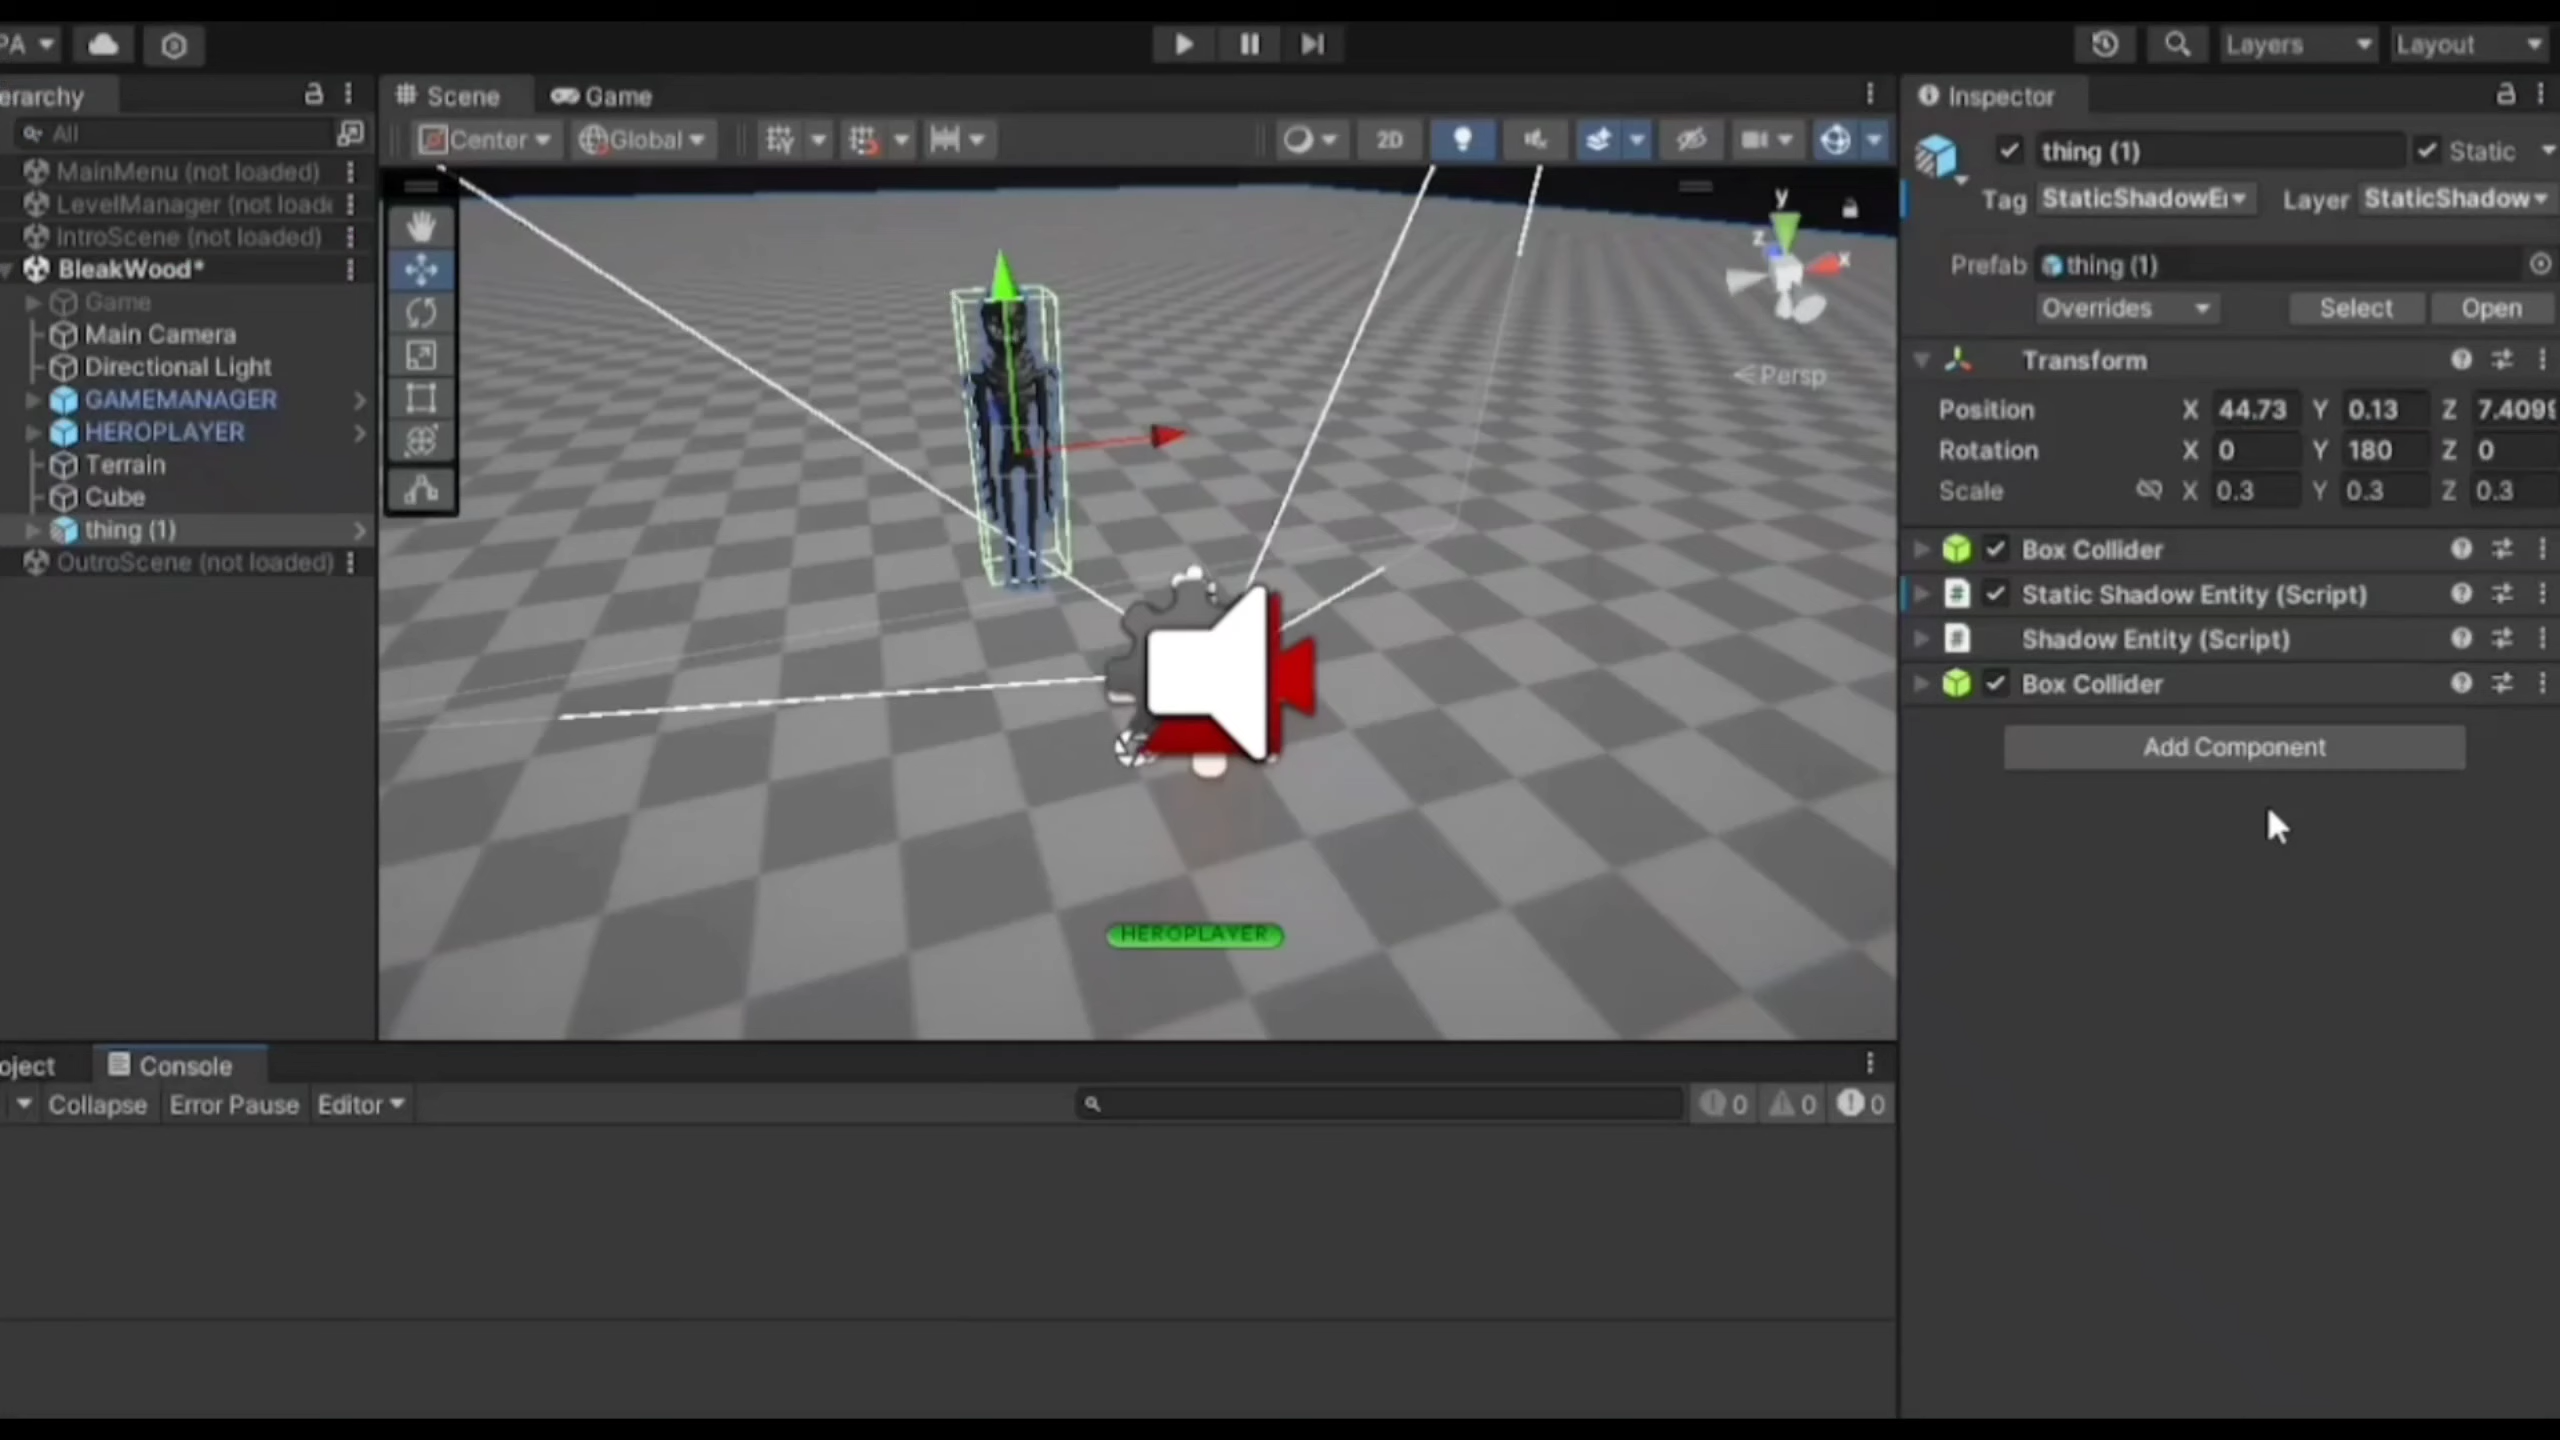 PA
Layers
Layout
erarchy
All
MainMenu (not loaded)
LevelManager (not loade
IntroScene (not loaded)
BleakWood*
Game
Main Camera
Directional Light
GAMEMANAGER
HEROPLAYER
Terrain
Cube
thing (1)
OutroScene (not loaded)
Scene
Game
Center
Global
2D
y
z
x
Persp
HEROPLAYER
Inspector
thing (1)
Static
Tag StaticShadowE
Layer StaticShadow
Prefab thing (1)
Overrides
Select
Open
Transform
Position X 44.73 Y 0.13 Z 7.409
Rotation X 0 Y 180 Z 0
Scale X 0.3 Y 0.3 Z 0.3
Box Collider
# Static Shadow Entity (Script)
# Shadow Entity (Script)
Box Collider
Add Component
oject
Console
Collapse
Error Pause
Editor
0
0
0